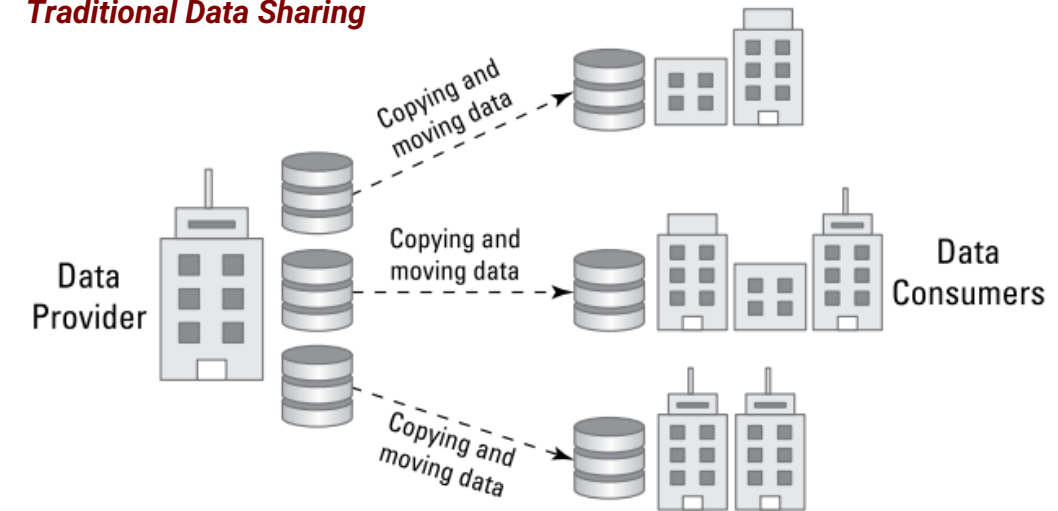 Traditional Data Sharing
Copying and
moving data
Copying and
moving data
Data
Provider
Data
Consumers
Copying and
moving data